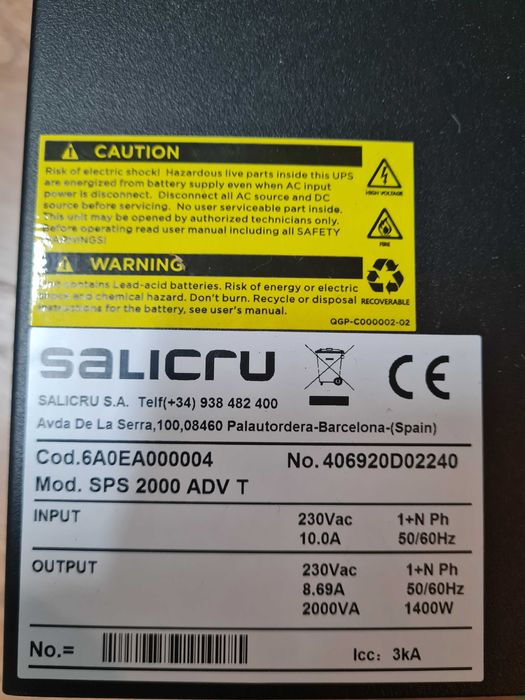 CAUTION
Risk of electric shock! Hazardous live parts inside this UPS
are energized from battery supply even when AC input
power is disconnect. Disconnect all AC source and DC
source before servicing. No user serviceable part inside.
This unit may be opened by authorized technicians only.
Before operating read user manual including all SAFETY
WARNINGS!
HIGH VOLTAGE
FIRE
WARNING
Unit contains Lead-acid batteries. Risk of energy or electric
shock and chemical hazard. Don't burn. Recycle or disposal
instructions for the battery, see user's manual.
RECOVERABLE
QGP-C000002-02
SALICRU
CE
SALICRU S.A. Telf(+34) 938 482 400
Avda De La Serra,100,08460 Palautordera-Barcelona-(Spain)
Cod.6A0EA000004 No. 406920D02240
Mod. SPS 2000 ADV T
INPUT 230Vac 1+N Ph
10.0A 50/60Hz
OUTPUT 230Vac 1+N Ph
8.69A 50/60Hz
2000VA 1400W
No.= Icc: 3kA